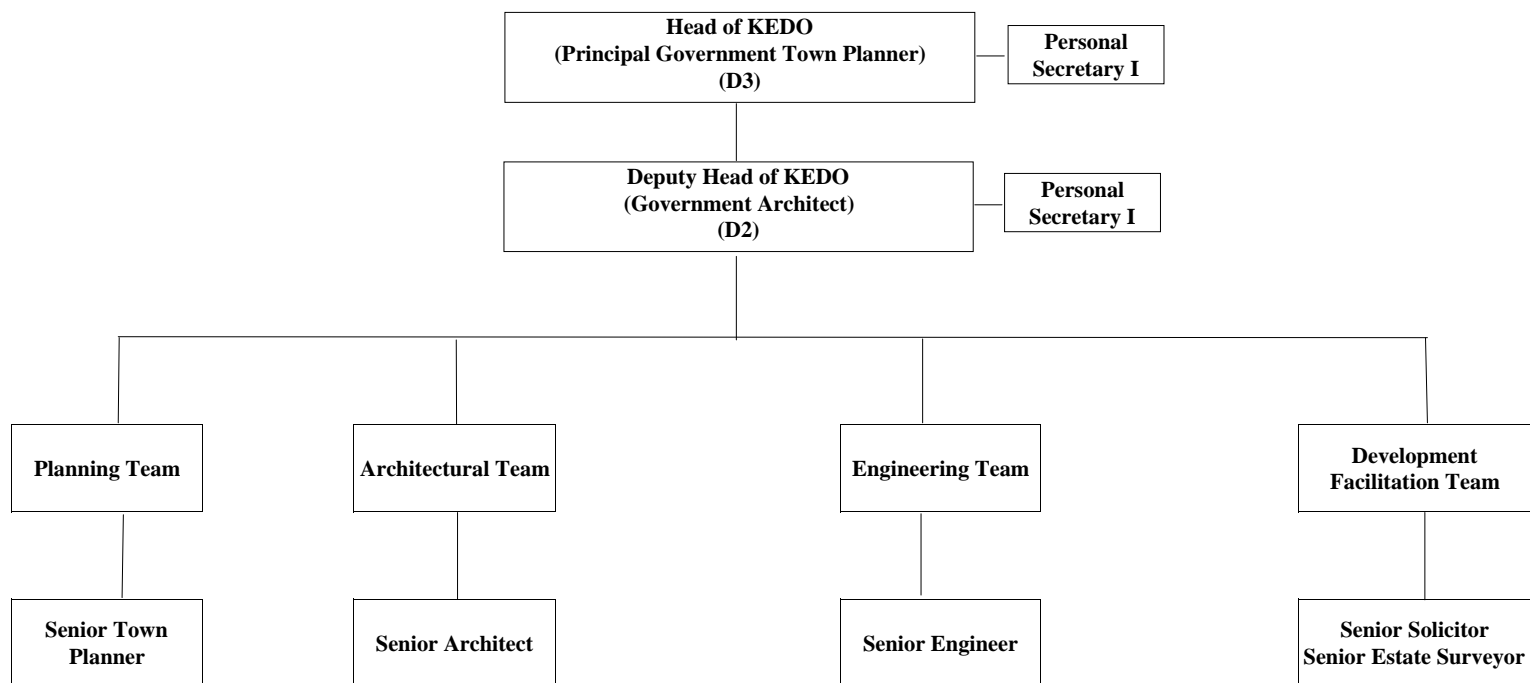 Head of KEDO
(Principal Government Town Planner)
(D3)
Personal
Secretary I
Deputy Head of KEDO
(Government Architect)
(D2)
Personal
Secretary I
Planning Team
Architectural Team
Engineering Team
Development
Facilitation Team
Senior Town
Planner
Senior Architect
Senior Engineer
Senior Solicitor
Senior Estate Surveyor